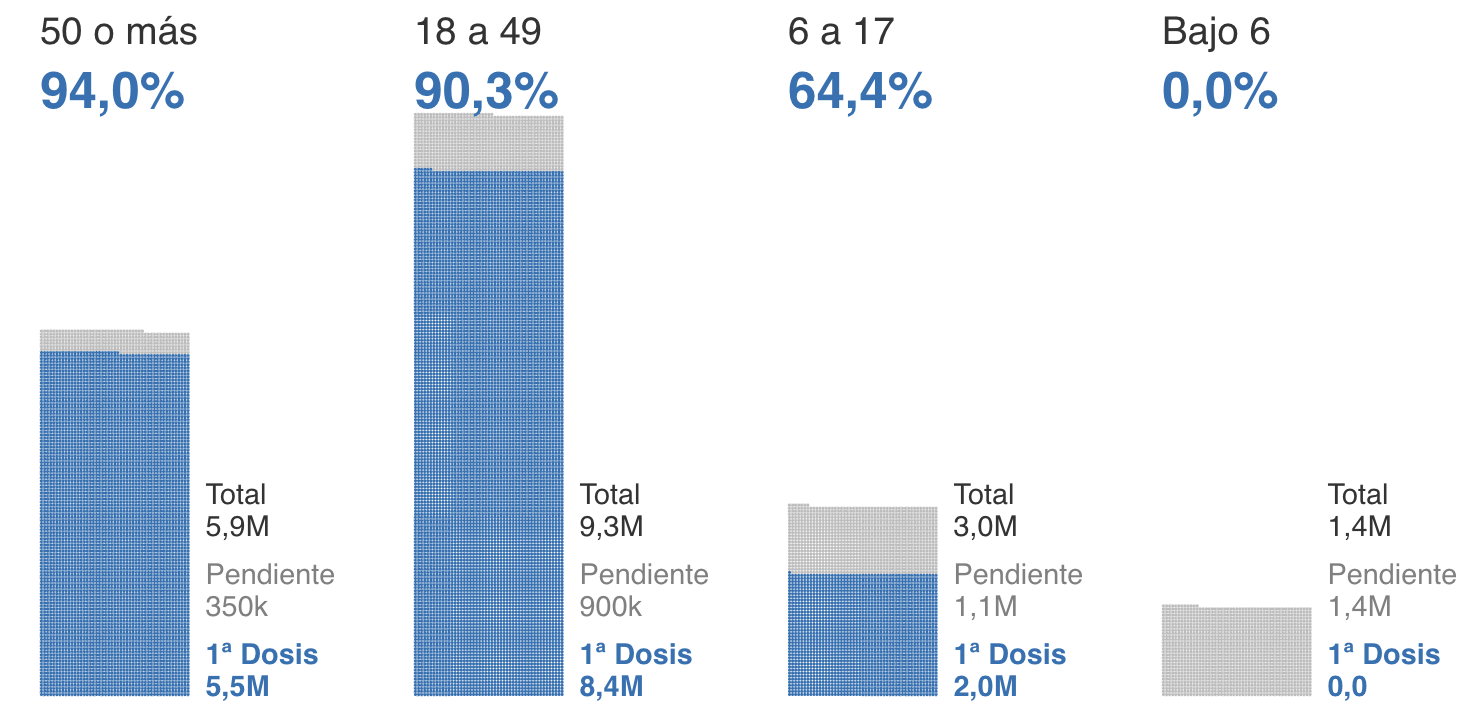 50 o más
94,0%
Total
5,9M
Pendiente
350k
1ª Dosis
5,5M
18 a 49
90,3%
Total
9,3M
Pendiente
900k
1ª Dosis
8,4M
6 a 17
64,4%
Total
3,0M
Pendiente
1,1M
1ª Dosis
2,0M
Bajo 6
0,0%
Total
1,4M
Pendiente
1,4M
1ª Dosis
0,0